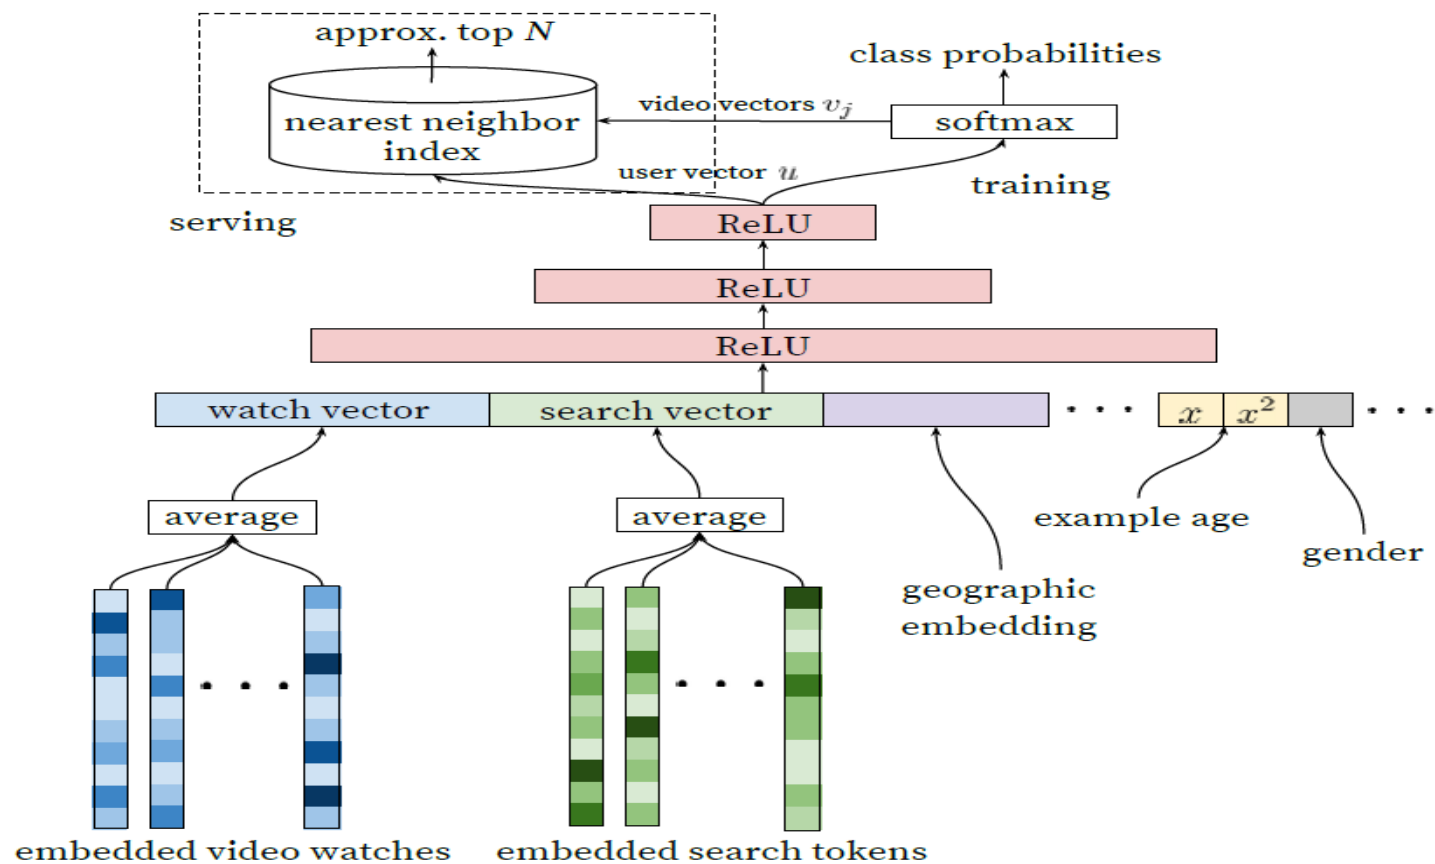 approx. top N
class probabilities
video vectors v_j
softmax
nearest neighbor
index
user vector u
training
serving
ReLU
ReLU
ReLU
watch vector
search vector
. . .
x
x²
. . .
average
average
example age
gender
geographic
embedding
. . .
. . .
embedded video watches
embedded search tokens